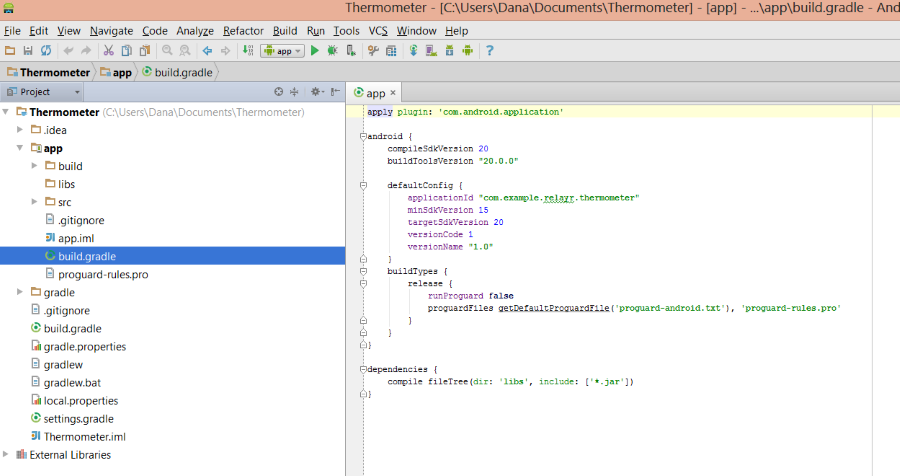 Thermometer - [C:\Users\Dana\Documents\Thermometer] - [app] - ...\app\build.gradle - And
File Edit View Navigate Code Analyze Refactor Build Run Tools VCS Window Help
app
Thermometer app build.gradle
Project
app
Thermometer (C:\Users\Dana\Documents\Thermometer)
.idea
app
build
libs
src
.gitignore
app.iml
build.gradle
proguard-rules.pro
gradle
.gitignore
build.gradle
gradle.properties
gradlew
gradlew.bat
local.properties
settings.gradle
Thermometer.iml
External Libraries
apply plugin: 'com.android.application'
android {
compileSdkVersion 20
buildToolsVersion "20.0.0"
defaultConfig {
applicationId "com.example.relayr.thermometer"
minSdkVersion 15
targetSdkVersion 20
versionCode 1
versionName "1.0"
}
buildTypes {
release {
runProguard false
proguardFiles getDefaultProguardFile('proguard-android.txt'), 'proguard-rules.pro'
}
}
}
dependencies {
compile fileTree(dir: 'libs', include: ['*.jar'])
}